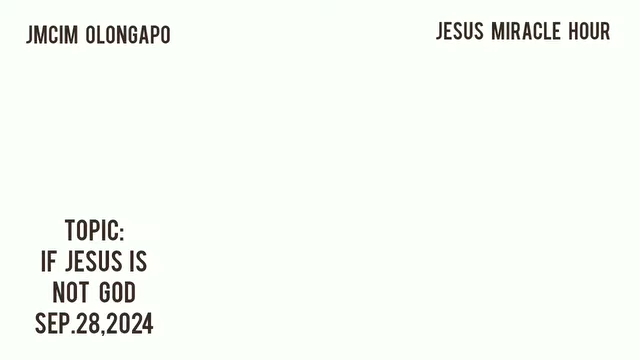 JMCIM OLONGAPO
JESUS MIRACLE HOUR
TOPIC:
IF JESUS IS
NOT GOD
SEP.28,2024